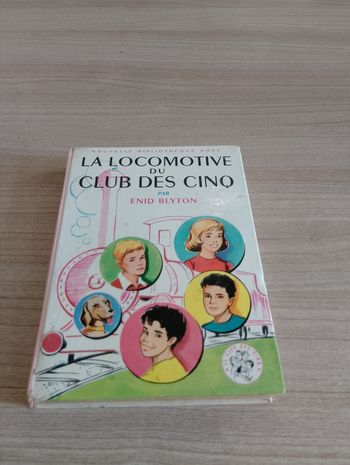 NOUVELLE BIBLIOTHÈQUE ROSE
LA LOCOMOTIVE
DU
CLUB DES CINQ
PAR
ENID BLYTON